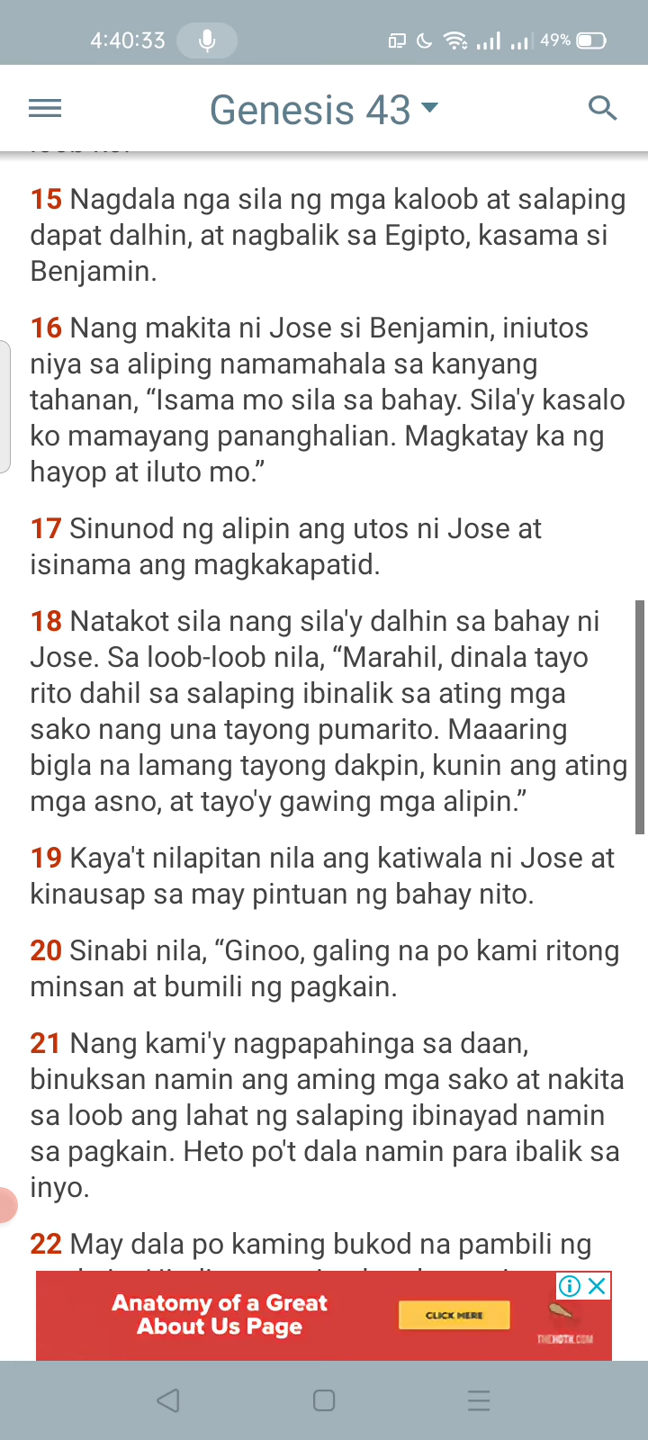 4:40:33
49%
Genesis 43
15 Nagdala nga sila ng mga kaloob at salaping
dapat dalhin, at nagbalik sa Egipto, kasama si
Benjamin.
16 Nang makita ni Jose si Benjamin, iniutos
niya sa aliping namamahala sa kanyang
tahanan, “Isama mo sila sa bahay. Sila'y kasalo
ko mamayang pananghalian. Magkatay ka ng
hayop at iluto mo.”
17 Sinunod ng alipin ang utos ni Jose at
isinama ang magkakapatid.
18 Natakot sila nang sila'y dalhin sa bahay ni
Jose. Sa loob-loob nila, “Marahil, dinala tayo
rito dahil sa salaping ibinalik sa ating mga
sako nang una tayong pumarito. Maaaring
bigla na lamang tayong dakpin, kunin ang ating
mga asno, at tayo'y gawing mga alipin.”
19 Kaya't nilapitan nila ang katiwala ni Jose at
kinausap sa may pintuan ng bahay nito.
20 Sinabi nila, “Ginoo, galing na po kami ritong
minsan at bumili ng pagkain.
21 Nang kami'y nagpapahinga sa daan,
binuksan namin ang aming mga sako at nakita
sa loob ang lahat ng salaping ibinayad namin
sa pagkain. Heto po't dala namin para ibalik sa
inyo.
22 May dala po kaming bukod na pambili ng
Anatomy of a Great
About Us Page
CLICK HERE
THEHOTH.COM